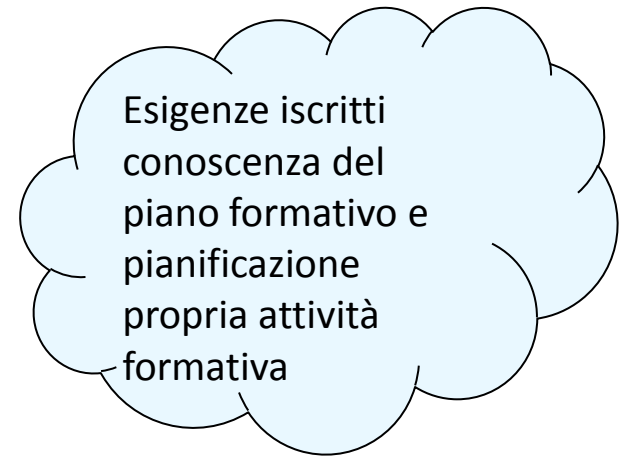 Esigenze iscritti
conoscenza del
piano formativo e
pianificazione
propria attività
formativa